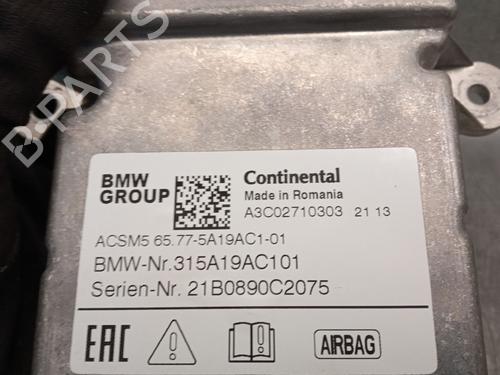 B-PARTS
BMW
GROUP
Continental
Made in Romania
A3C02710303 21 13
ACSM5 65.77-5A19AC1-01
BMW-Nr.315A19AC101
Serien-Nr. 21B0890C2075
EAC
AIRBAG